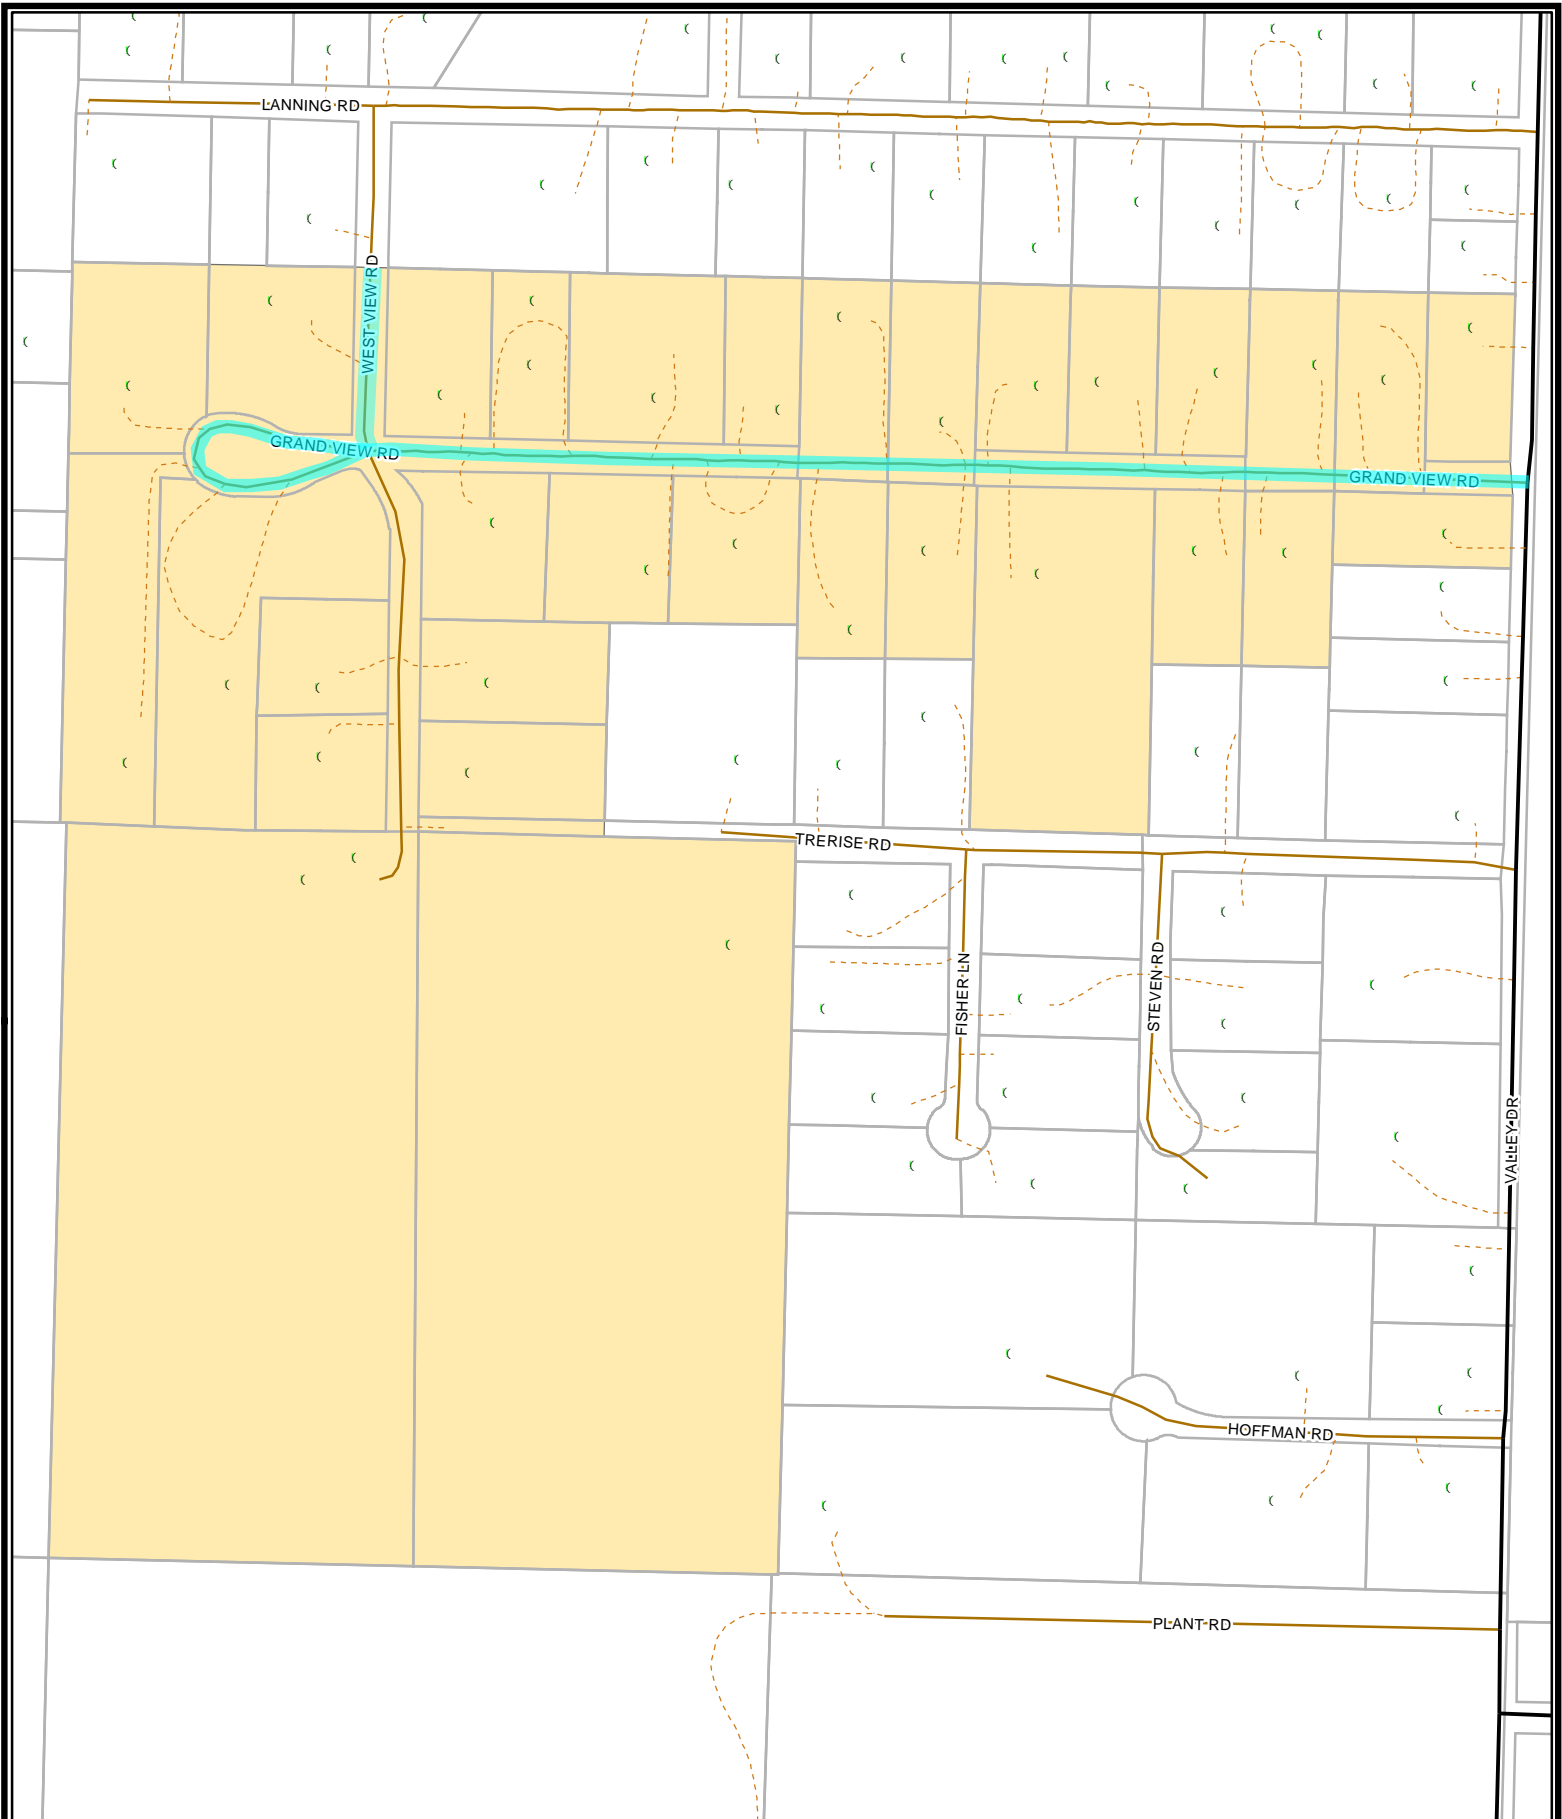 LANNING RD
WEST VIEW RD
GRAND VIEW RD
GRAND VIEW RD
TRERISE RD
FISHER LN
STEVEN RD
VALLEY DR
HOFFMAN RD
PLANT RD